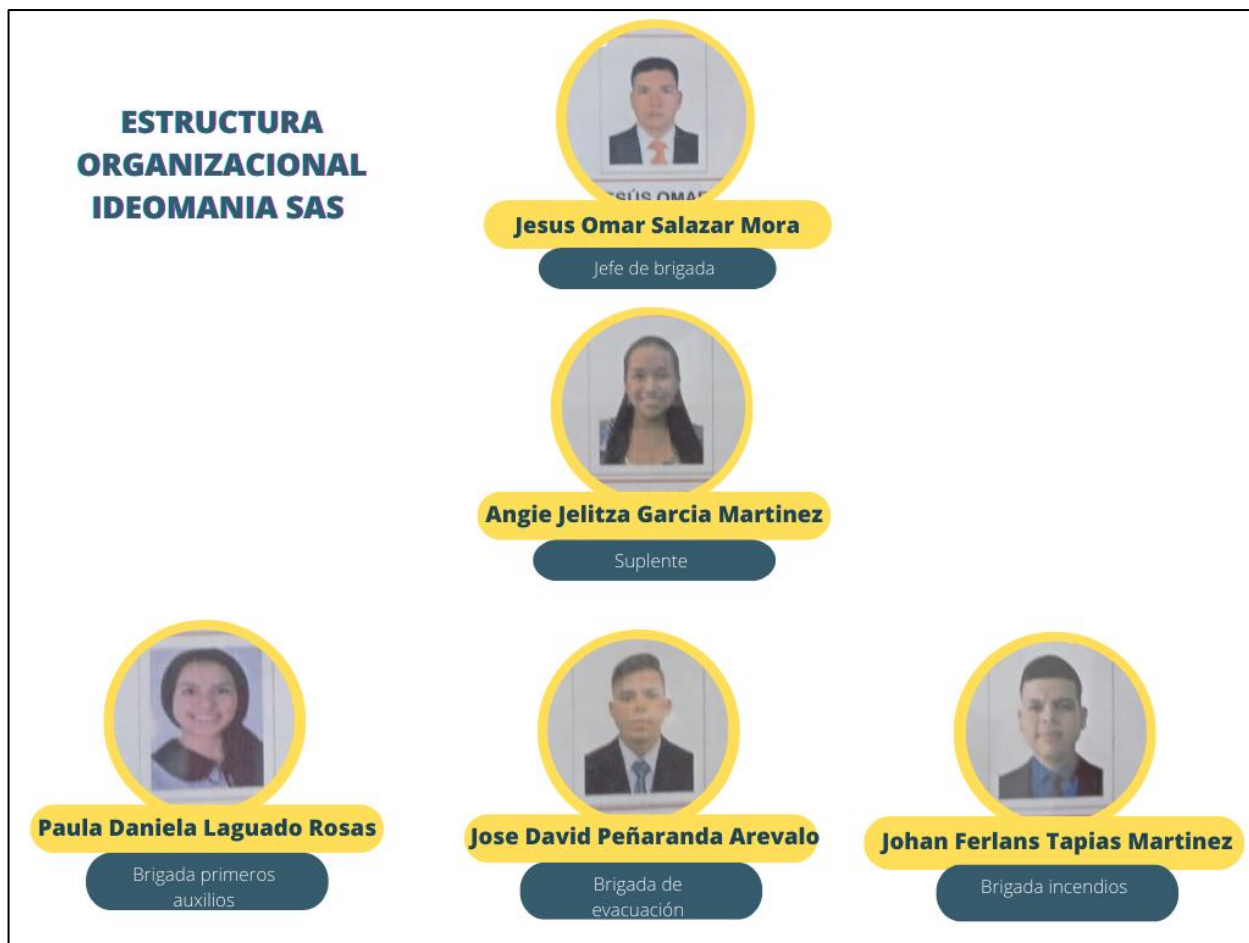 ESTRUCTURA
ORGANIZACIONAL
IDEOMANIA SAS
Jesus Omar Salazar Mora
Jefe de brigada
Angie Jelitza Garcia Martinez
Suplente
Paula Daniela Laguado Rosas
Brigada primeros
auxilios
Jose David Peñaranda Arevalo
Brigada de
evacuación
Johan Ferlans Tapias Martinez
Brigada incendios